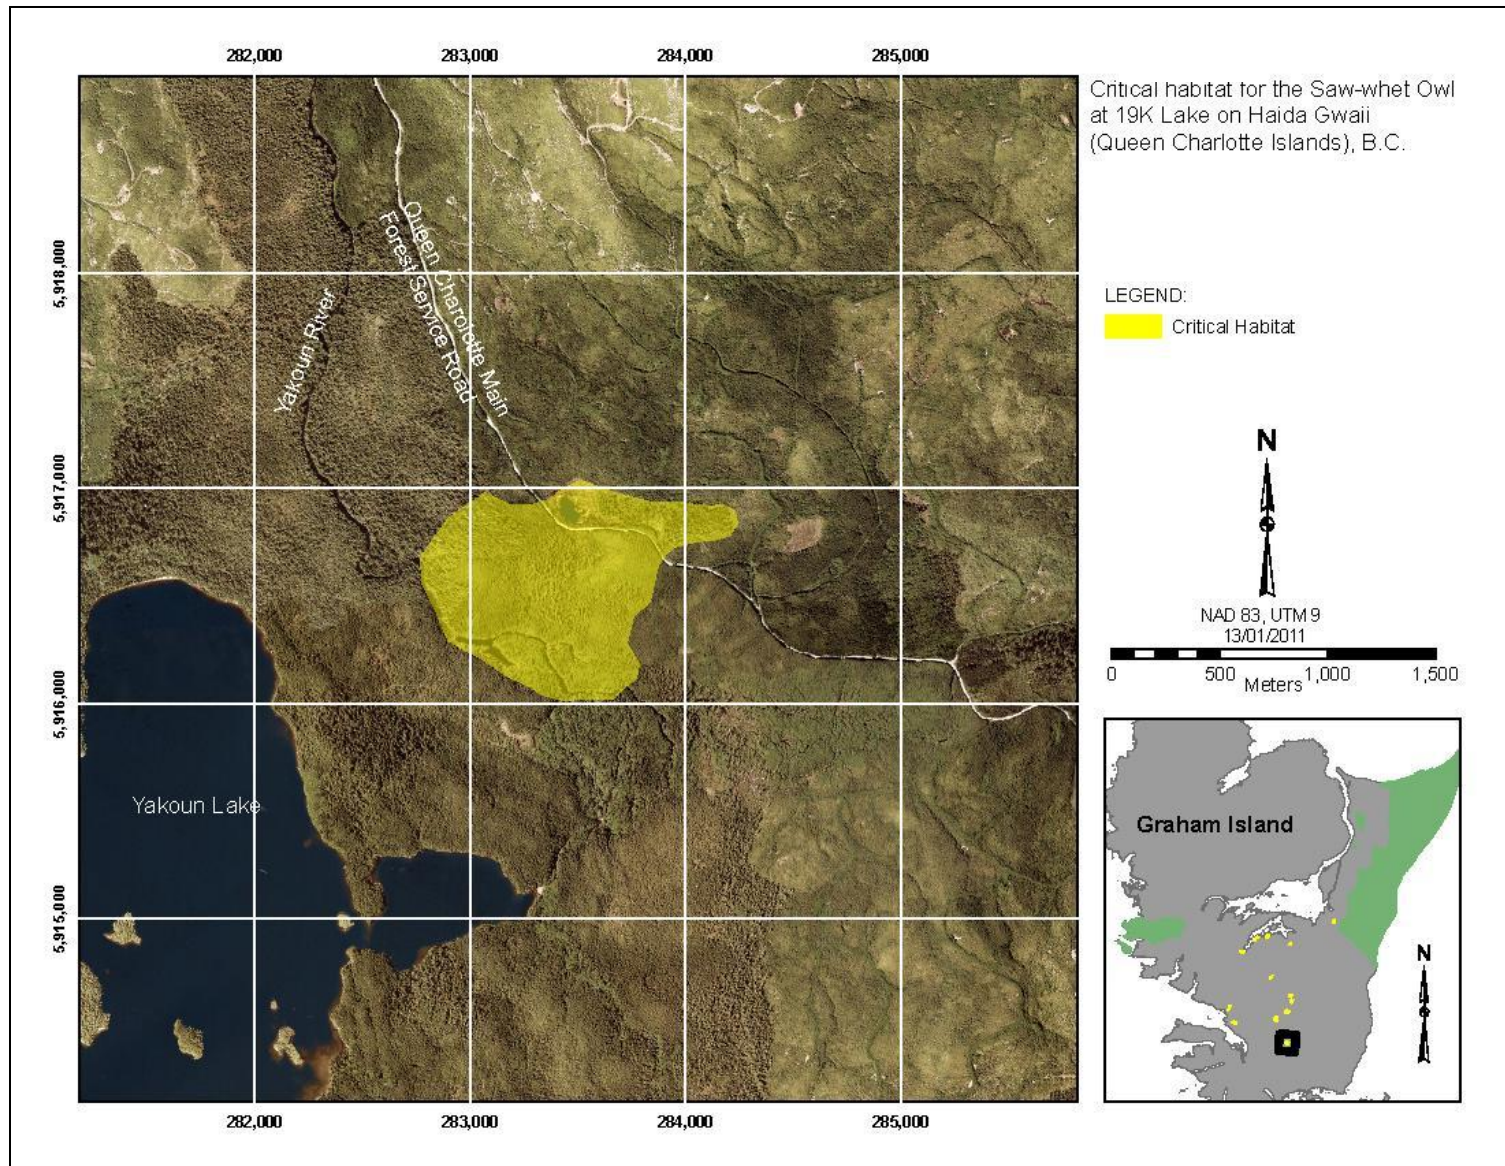 282,000 283,000 284,000 285,000
Critical habitat for the Saw-whet Owl
at 19K Lake on Haida Gwaii
(Queen Charlotte Islands), B.C.
5,918,000
5,917,000
5,916,000
5,915,000
Yakoun River
Queen Charolotte Main
Forest Service Road
Yakoun Lake
LEGEND:
Critical Habitat
N
NAD 83, UTM 9
13/01/2011
0 500 1,000 1,500
Meters
Graham Island
N
282,000 283,000 284,000 285,000